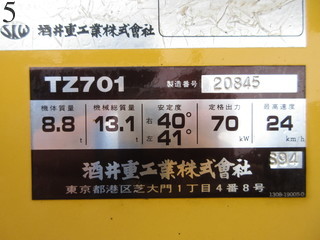 5
酒井重工業株式會社
TZ701 製造番号 20845
機体質量 機械総質量 安定度 定格出力 最高速度
8.8 t 13.1 t 右 40° 左 41° 70 kW 24 km/h
酒井重工業株式會社 S94
東京都港区芝大門1丁目4番8号